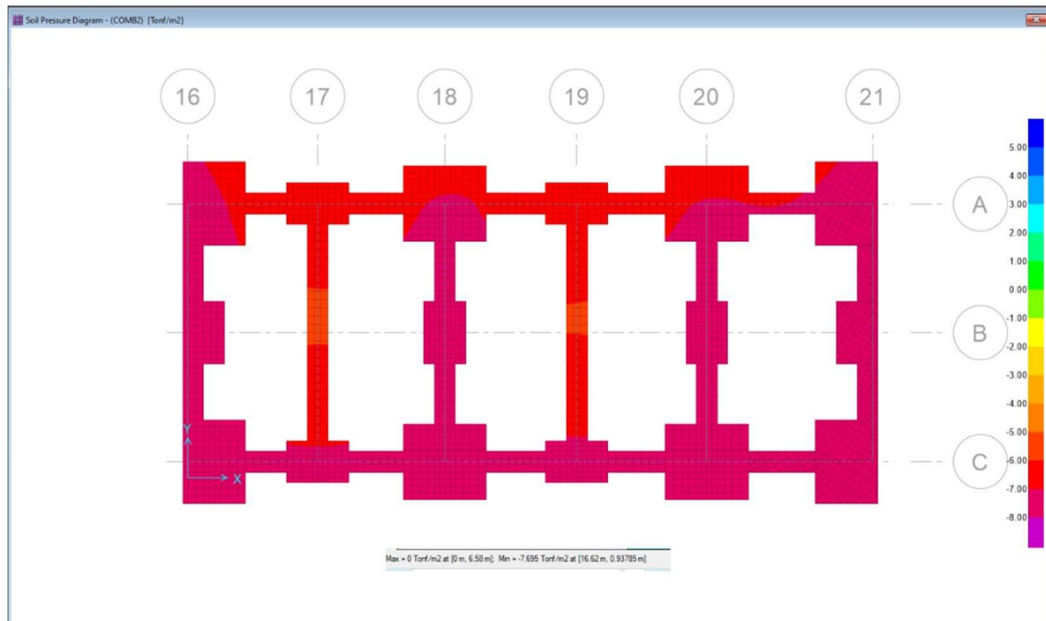 Soil Pressure Diagram - (COMB2) [Tonf/m2]
16 17 18 19 20 21
A
B
C
Y
X
5.00
4.00
3.00
2.00
1.00
0.00
-1.00
-2.00
-3.00
-4.00
-5.00
-6.00
-7.00
-8.00
Max = 0 Tonf/m2 at [0 m, 6.58 m]; Min = -7.695 Tonf/m2 at [16.62 m, 0.93785 m]